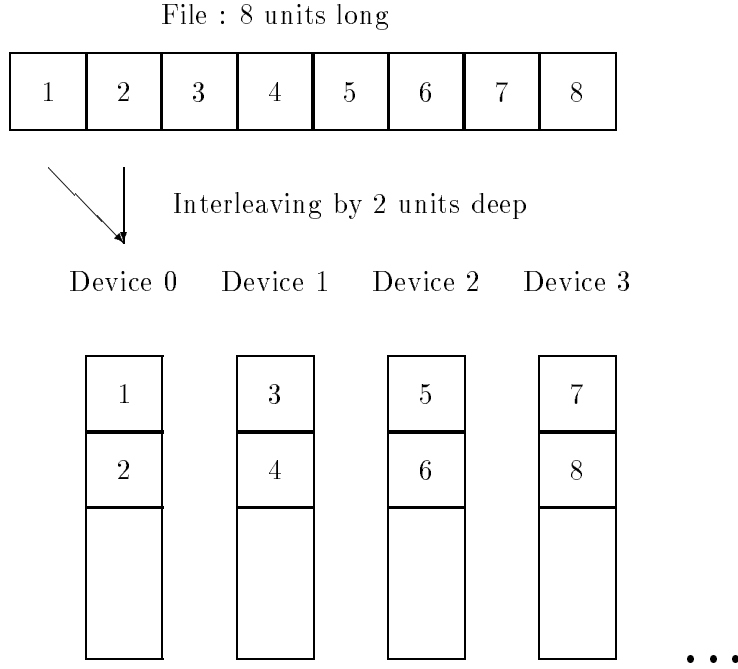 File : 8 units long
1 2 3 4 5 6 7 8
Interleaving by 2 units deep
Device 0 Device 1 Device 2 Device 3
1 3 5 7
2 4 6 8
...